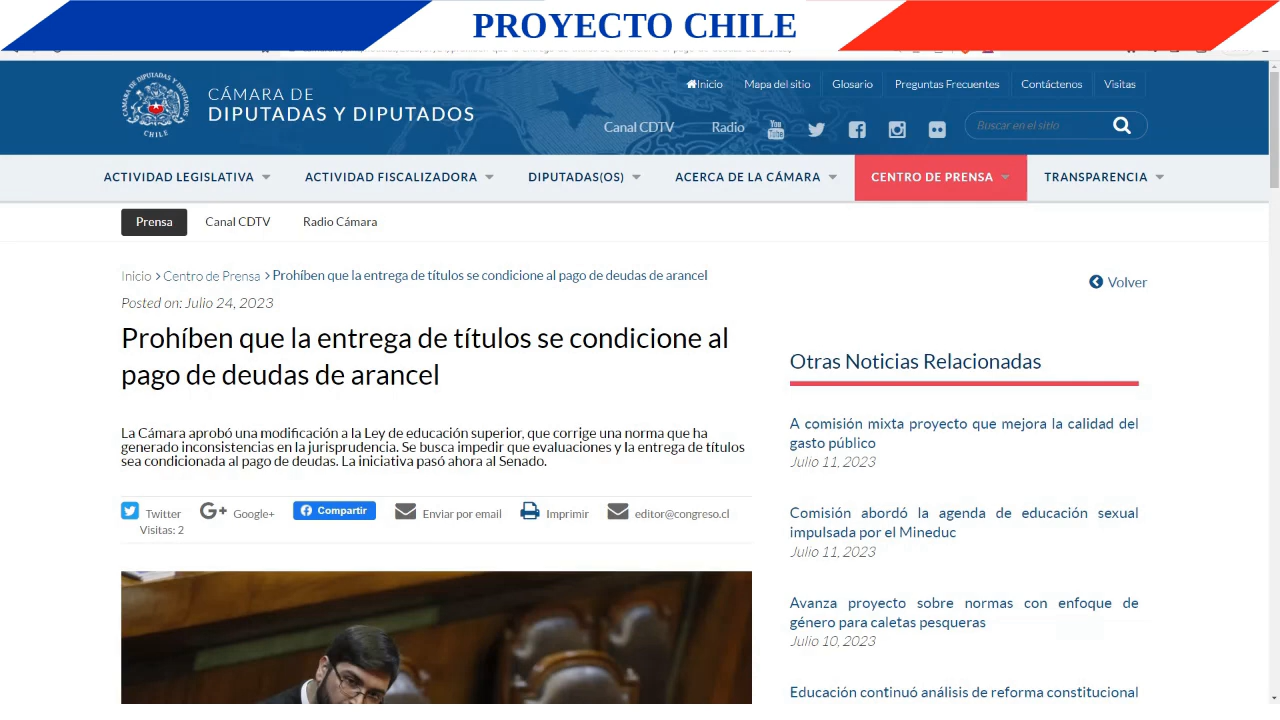 PROYECTO CHILE
CÁMARA DE
DIPUTADAS Y DIPUTADOS
Inicio Mapa del sitio Glosario Preguntas Frecuentes Contáctenos Visitas
Canal CDTV Radio You Tube Buscar en el sitio
CÁMARA DE DIPUTADAS Y DIPUTADOS
CHILE
ACTIVIDAD LEGISLATIVA ACTIVIDAD FISCALIZADORA DIPUTADAS(OS) ACERCA DE LA CÁMARA CENTRO DE PRENSA TRANSPARENCIA
Prensa Canal CDTV Radio Cámara
Inicio > Centro de Prensa > Prohíben que la entrega de títulos se condicione al pago de deudas de arancel
Volver
Posted on: Julio 24, 2023
Prohíben que la entrega de títulos se condicione al
pago de deudas de arancel
La Cámara aprobó una modificación a la Ley de educación superior, que corrige una norma que ha
generado inconsistencias en la jurisprudencia. Se busca impedir que evaluaciones y la entrega de títulos
sea condicionada al pago de deudas. La iniciativa pasó ahora al Senado.
Twitter G+ Google+ Compartir Enviar por email Imprimir editor@congreso.cl
Visitas: 2
Otras Noticias Relacionadas
A comisión mixta proyecto que mejora la calidad del
gasto público
Julio 11, 2023
Comisión abordó la agenda de educación sexual
impulsada por el Mineduc
Julio 11, 2023
Avanza proyecto sobre normas con enfoque de
género para caletas pesqueras
Julio 10, 2023
Educación continuó análisis de reforma constitucional